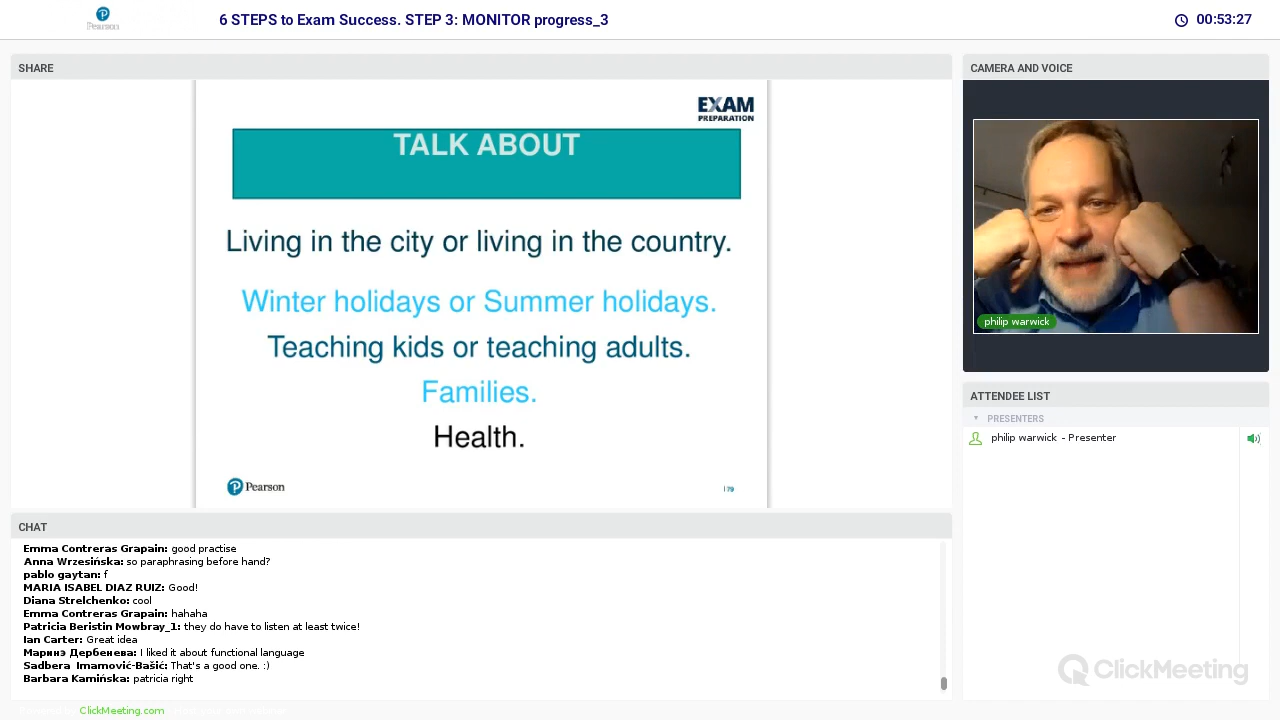 Pearson
6 STEPS to Exam Success. STEP 3: MONITOR progress_3
00:53:27
SHARE
EXAM
PREPARATION
TALK ABOUT
Living in the city or living in the country.
Winter holidays or Summer holidays.
Teaching kids or teaching adults.
Families.
Health.
Pearson
| 79
CAMERA AND VOICE
philip warwick
ATTENDEE LIST
PRESENTERS
philip warwick - Presenter
CHAT
Emma Contreras Grapain: good practise
Anna Wrzesińska: so paraphrasing before hand?
pablo gaytan: f
MARIA ISABEL DIAZ RUIZ: Good!
Diana Strelchenko: cool
Emma Contreras Grapain: hahaha
Patricia Beristin Mowbray_1: they do have to listen at least twice!
Ian Carter: Great idea
Маринэ Дербенева: I liked it about functional language
Sadbera Imamović-Bašić: That's a good one. :)
Barbara Kamińska: patricia right
ClickMeeting
ClickMeeting.com